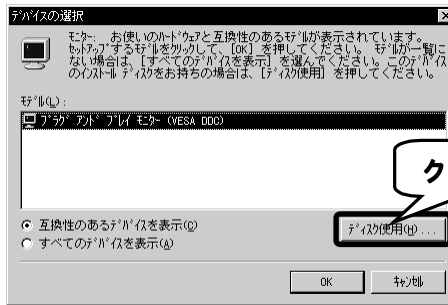 デバイスの選択
モニター: お使いのハードウェアと互換性のあるモデルが表示されています。
セットアップするモデルをクリックして、[OK] を押してください。 モデルが一覧に
ない場合は、[すべてのデバイスを表示] を選んでください。このデバイス
のインストール ディスクをお持ちの場合は、[ディスク使用] を押してください。
モデル(L):
プラグ アンド プレイ モニター (VESA DDC)
ク
互換性のあるデバイスを表示(C)
すべてのデバイスを表示(A)
ディスク使用(H)...
OK
キャンセル